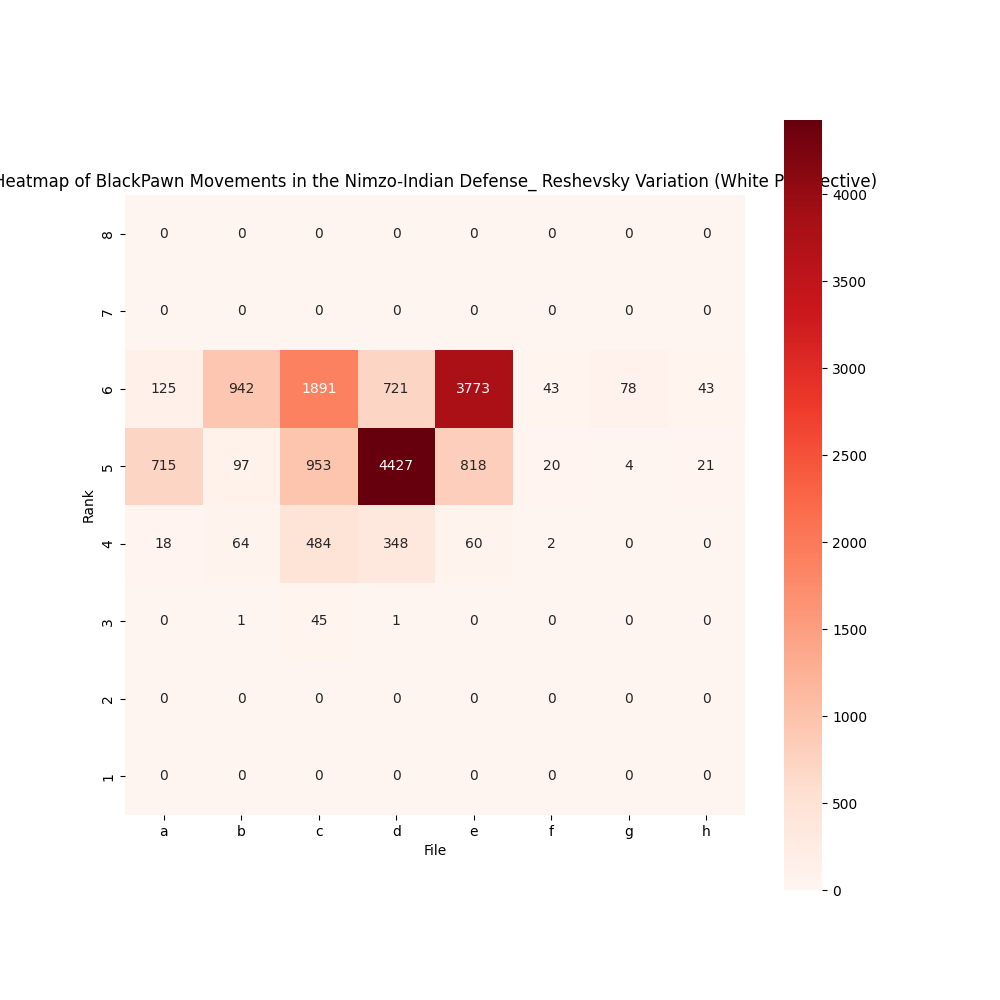 Heatmap of BlackPawn Movements in the Nimzo-Indian Defense_ Reshevsky Variation (White P ective)
8 0 0 0 0 0 0 0 0
7 0 0 0 0 0 0 0 0
6 125 942 1891 721 3773 43 78 43
5 715 97 953 4427 818 20 4 21
4 18 64 484 348 60 2 0 0
3 0 1 45 1 0 0 0 0
2 0 0 0 0 0 0 0 0
1 0 0 0 0 0 0 0 0
a b c d e f g h
File
Rank
4000
3500
3000
2500
2000
1500
1000
500
0